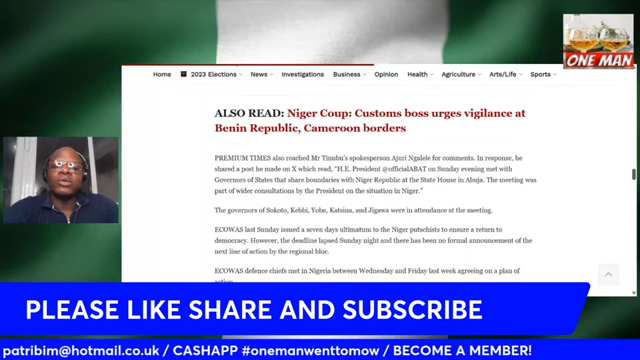 ONE MAN
Home 2023 Elections News Investigations Business Opinion Health Agriculture Arts/Life Sports
ALSO READ: Niger Coup: Customs boss urges vigilance at
Benin Republic, Cameroon borders
PREMIUM TIMES also reached Mr Tinubu's spokesperson Ajuri Ngalele for comments. In response, he
shared a post he made on X which read, "H.E. President @officialABAT on Sunday evening met with
Governors of States that share boundaries with Niger Republic at the State House in Abuja. The meeting was
part of wider consultations by the President on the situation in Niger."
The governors of Sokoto, Kebbi, Yobe, Katsina, and Jigawa were in attendance at the meeting.
ECOWAS last Sunday issued a seven days ultimatum to the Niger putschists to ensure a return to
democracy. However, the deadline lapsed Sunday night and there has been no formal announcement of the
next line of action by the regional bloc.
ECOWAS defence chiefs met in Nigeria between Wednesday and Friday last week agreeing on a plan of
action
PLEASE LIKE SHARE AND SUBSCRIBE
patribim@hotmail.co.uk / CASHAPP #onemanwenttomow / BECOME A MEMBER!